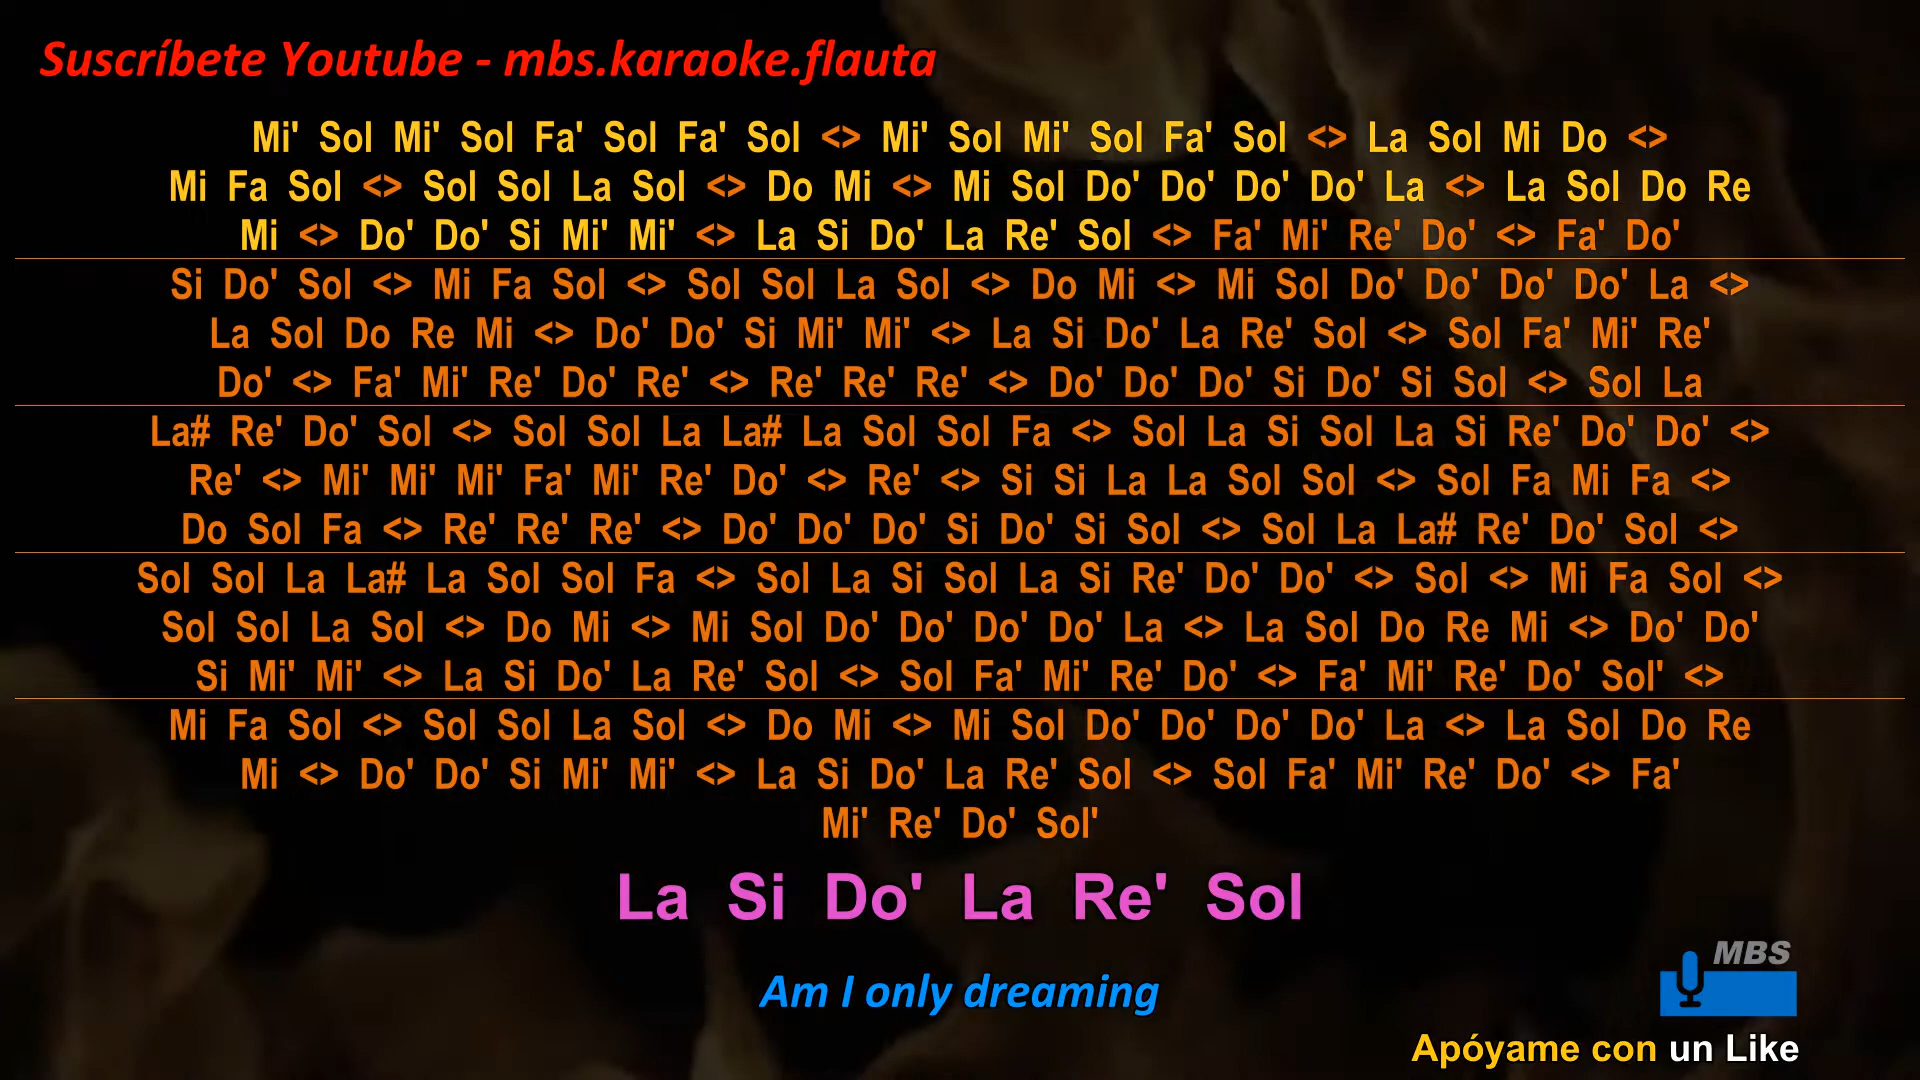 Suscríbete Youtube - mbs.karaoke.flauta
Mi' Sol Mi' Sol Fa' Sol Fa' Sol <> Mi' Sol Mi' Sol Fa' Sol <> La Sol Mi Do <>
Mi Fa Sol <> Sol Sol La Sol <> Do Mi <> Mi Sol Do' Do' Do' Do' La <> La Sol Do Re
Mi <> Do' Do' Si Mi' Mi' <> La Si Do' La Re' Sol <> Fa' Mi' Re' Do' <> Fa' Do'
Si Do' Sol <> Mi Fa Sol <> Sol Sol La Sol <> Do Mi <> Mi Sol Do' Do' Do' Do' La <>
La Sol Do Re Mi <> Do' Do' Si Mi' Mi' <> La Si Do' La Re' Sol <> Sol Fa' Mi' Re'
Do' <> Fa' Mi' Re' Do' Re' <> Re' Re' Re' <> Do' Do' Do' Si Do' Si Sol <> Sol La
La# Re' Do' Sol <> Sol Sol La La# La Sol Sol Fa <> Sol La Si Sol La Si Re' Do' Do' <>
Re' <> Mi' Mi' Mi' Fa' Mi' Re' Do' <> Re' <> Si Si La La Sol Sol <> Sol Fa Mi Fa <>
Do Sol Fa <> Re' Re' Re' <> Do' Do' Do' Si Do' Si Sol <> Sol La La# Re' Do' Sol <>
Sol Sol La La# La Sol Sol Fa <> Sol La Si Sol La Si Re' Do' Do' <> Sol <> Mi Fa Sol <>
Sol Sol La Sol <> Do Mi <> Mi Sol Do' Do' Do' Do' La <> La Sol Do Re Mi <> Do' Do'
Si Mi' Mi' <> La Si Do' La Re' Sol <> Sol Fa' Mi' Re' Do' <> Fa' Mi' Re' Do' Sol' <>
Mi Fa Sol <> Sol Sol La Sol <> Do Mi <> Mi Sol Do' Do' Do' Do' La <> La Sol Do Re
Mi <> Do' Do' Si Mi' Mi' <> La Si Do' La Re' Sol <> Sol Fa' Mi' Re' Do' <> Fa'
Mi' Re' Do' Sol'
La Si Do' La Re' Sol
Am I only dreaming
MBS
Apóyame con un Like